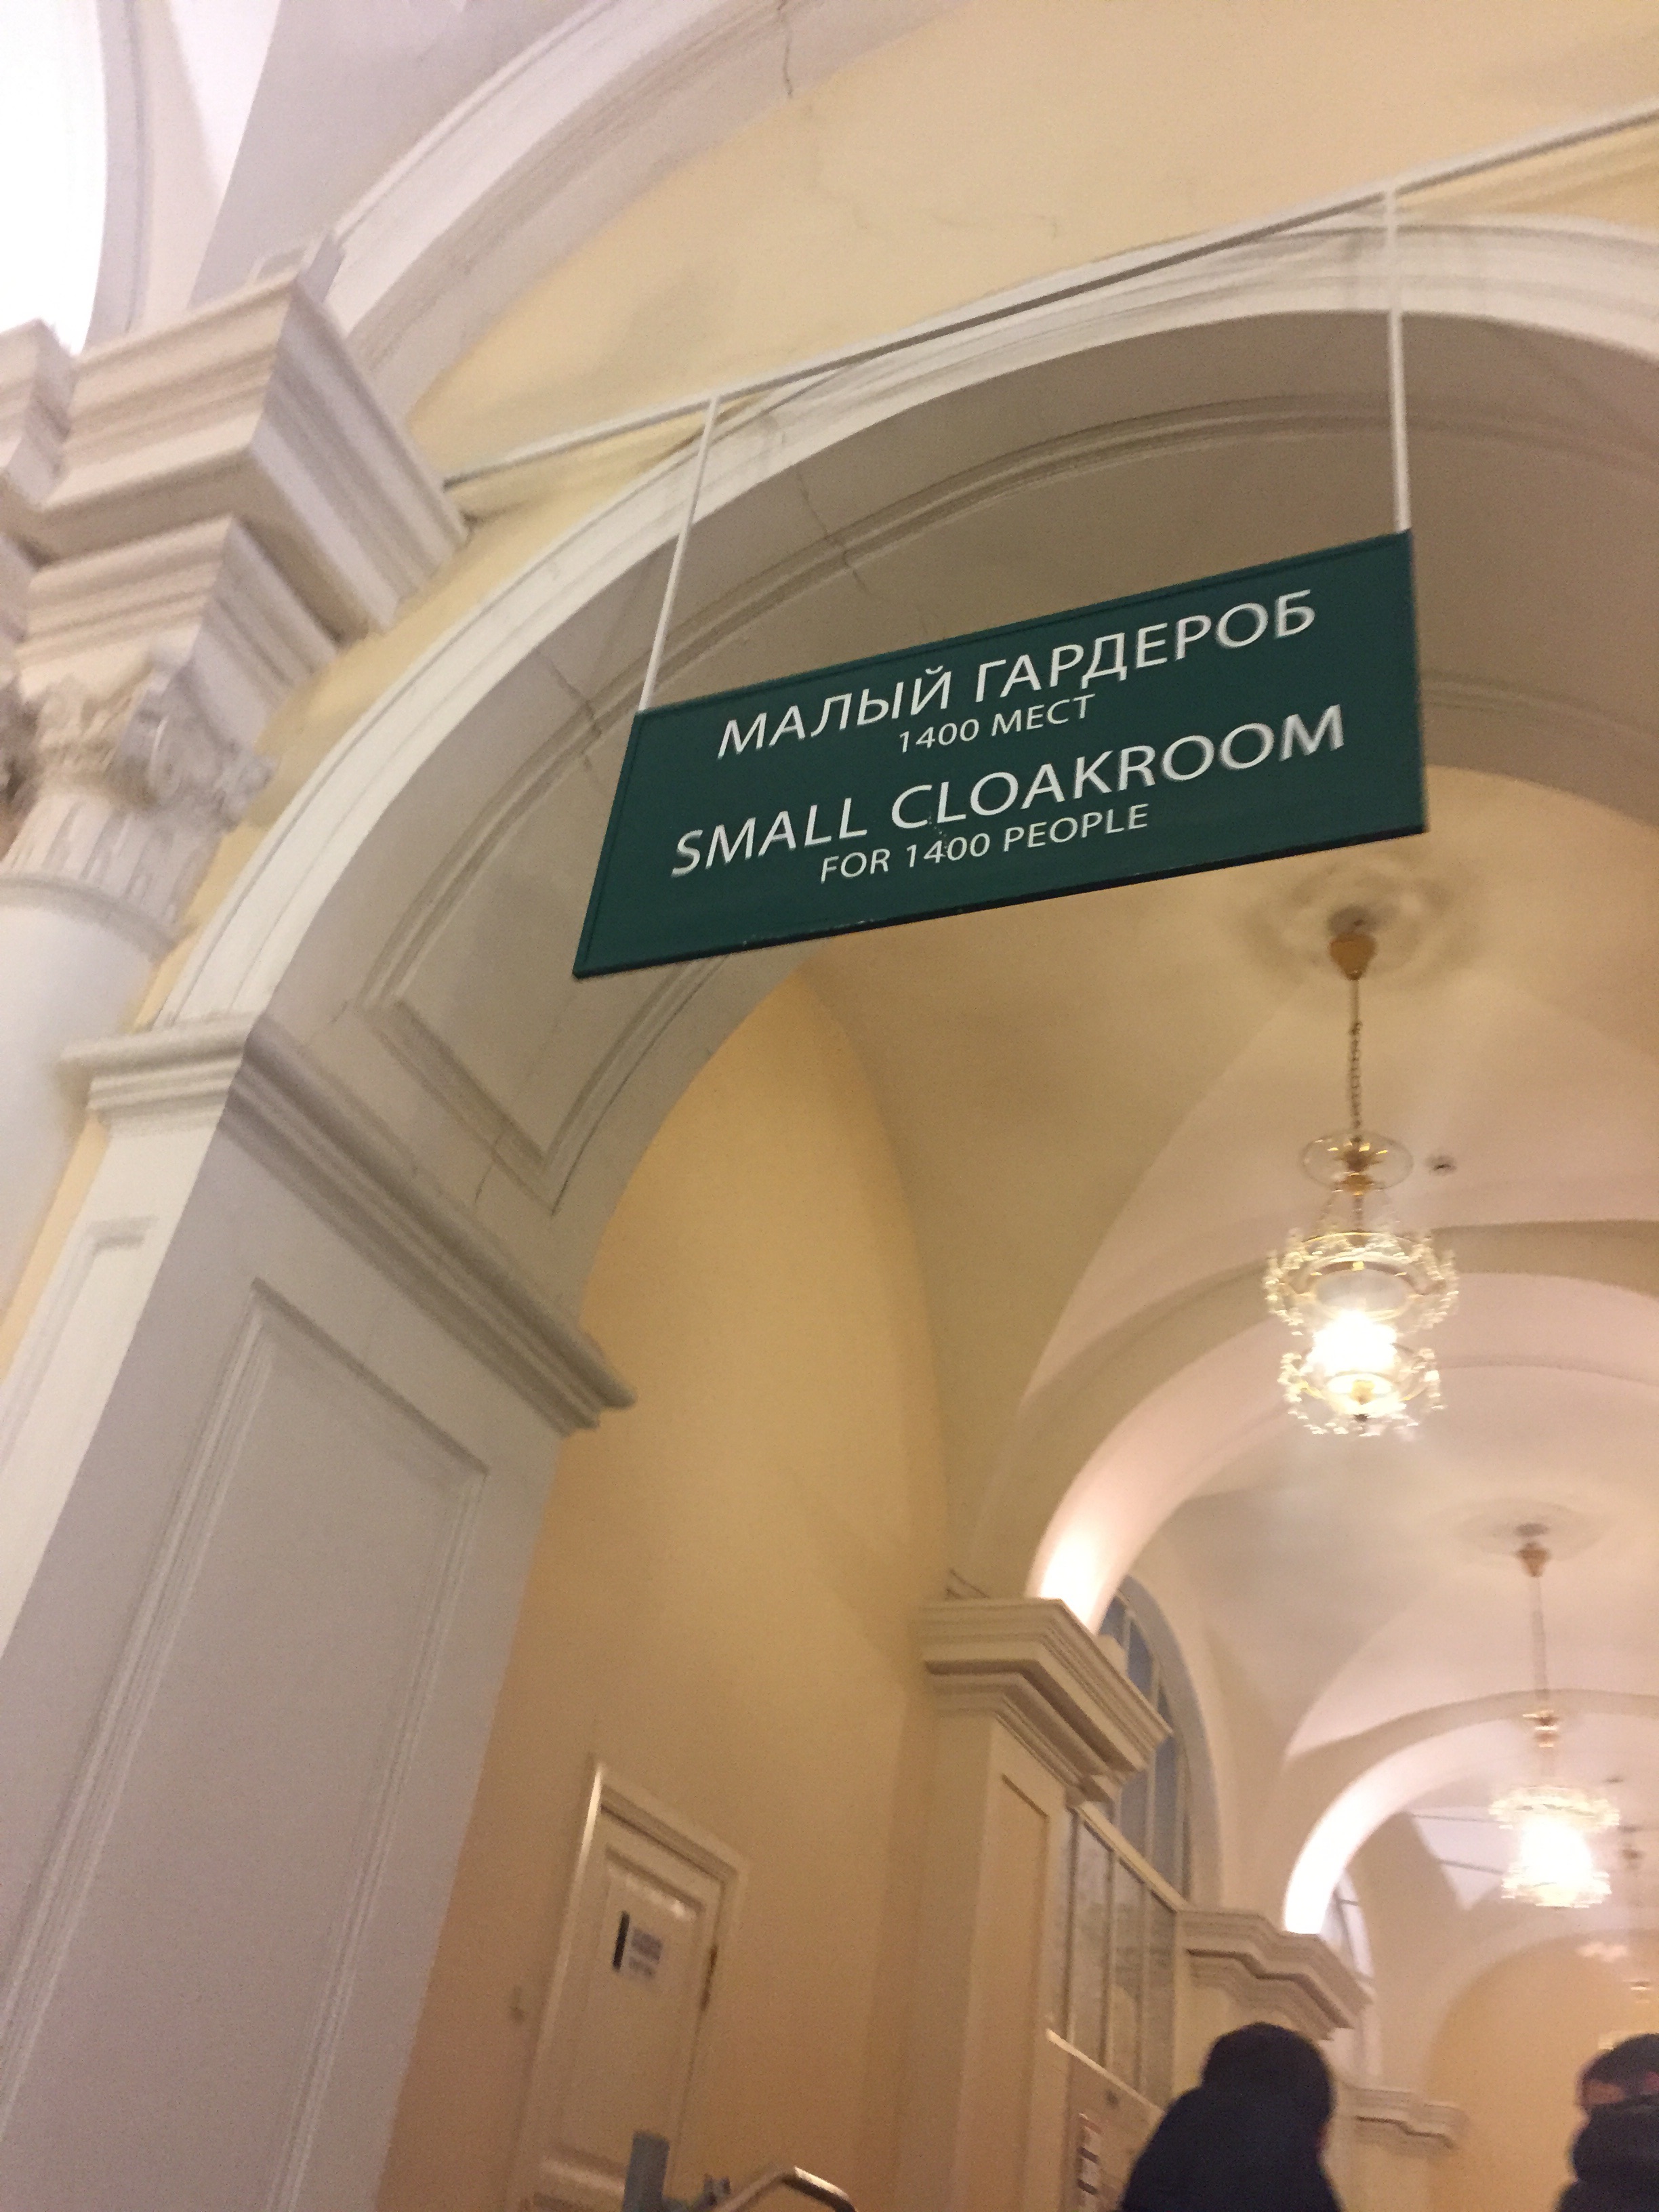 МАЛЫЙ ГАРДЕРОБ
1400 МЕСТ
SMALL CLOAKROOM
FOR 1400 PEOPLE